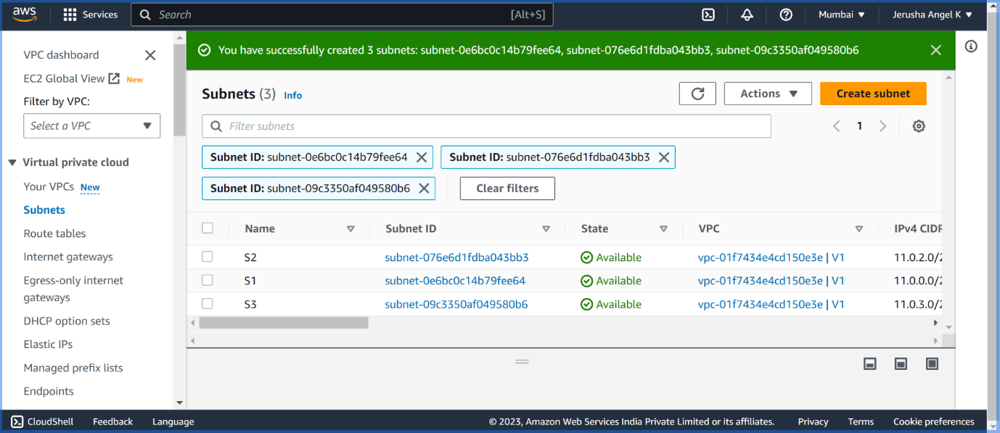 aws Services Search [Alt+S] Mumbai ▼ Jerusha Angel K ▼
VPC dashboard
EC2 Global View New
Filter by VPC:
Select a VPC
Virtual private cloud
Your VPCs New
Subnets
Route tables
Internet gateways
Egress-only internet
gateways
DHCP option sets
Elastic IPs
Managed prefix lists
Endpoints
You have successfully created 3 subnets: subnet-0e6bc0c14b79fee64, subnet-076e6d1fdba043bb3, subnet-09c3350af049580b6
Subnets (3) Info
Actions ▼ Create subnet
Filter subnets
1
Subnet ID: subnet-0e6bc0c14b79fee64 Subnet ID: subnet-076e6d1fdba043bb3
Subnet ID: subnet-09c3350af049580b6 Clear filters
Name Subnet ID State VPC IPv4 CIDR
S2 subnet-076e6d1fdba043bb3 Available vpc-01f7434e4cd150e3e | V1 11.0.2.0/2
S1 subnet-0e6bc0c14b79fee64 Available vpc-01f7434e4cd150e3e | V1 11.0.0.0/2
S3 subnet-09c3350af049580b6 Available vpc-01f7434e4cd150e3e | V1 11.0.3.0/2
CloudShell Feedback Language © 2023, Amazon Web Services India Private Limited or its affiliates. Privacy Terms Cookie preferences